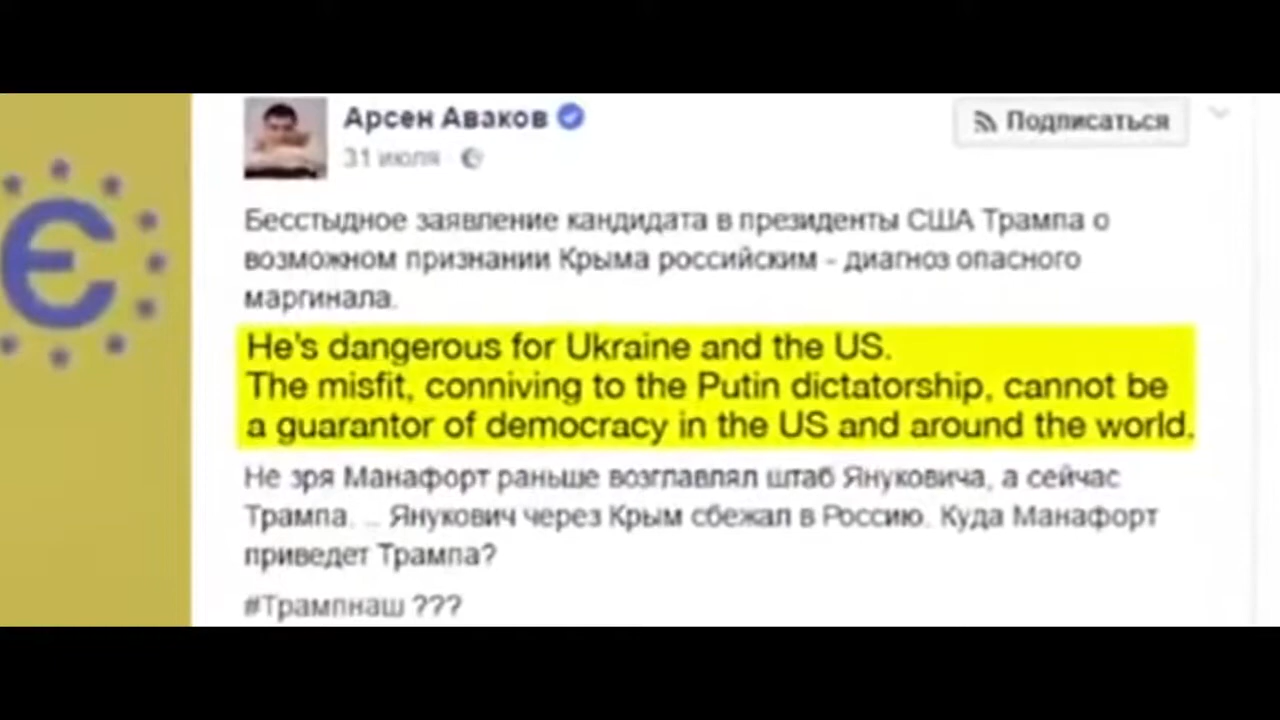 Арсен Аваков
Подписаться
31 июля
Бесстыдное заявление кандидата в президенты США Трампа о
возможном признании Крыма российским - диагноз опасного
маргинала.
He's dangerous for Ukraine and the US.
The misfit, conniving to the Putin dictatorship, cannot be
a guarantor of democracy in the US and around the world.
Не зря Манафорт раньше возглавлял штаб Януковича, а сейчас
Трампа. ... Янукович через Крым сбежал в Россию. Куда Манафорт
приведет Трампа?
#Трампнаш ???